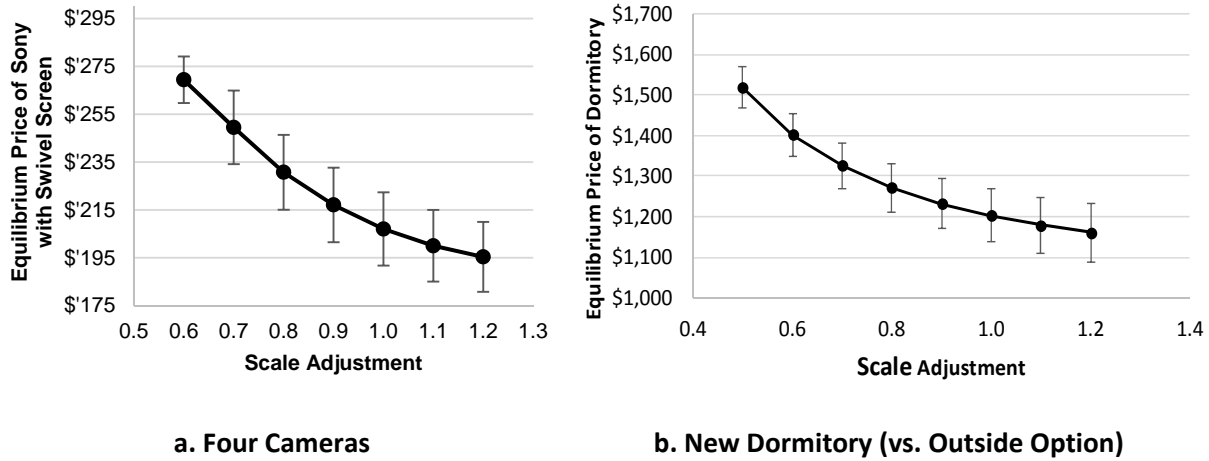 Equilibrium Price of Sony
with Swivel Screen
$'295
$'275
$'255
$'235
$'215
$'195
$'175
0.5 0.6 0.7 0.8 0.9 1.0 1.1 1.2 1.3
Scale Adjustment
a. Four Cameras
Equilibrium Price of Dormitory
$1,700
$1,600
$1,500
$1,400
$1,300
$1,200
$1,100
$1,000
0.4 0.6 0.8 1.0 1.2 1.4
Scale Adjustment
b. New Dormitory (vs. Outside Option)